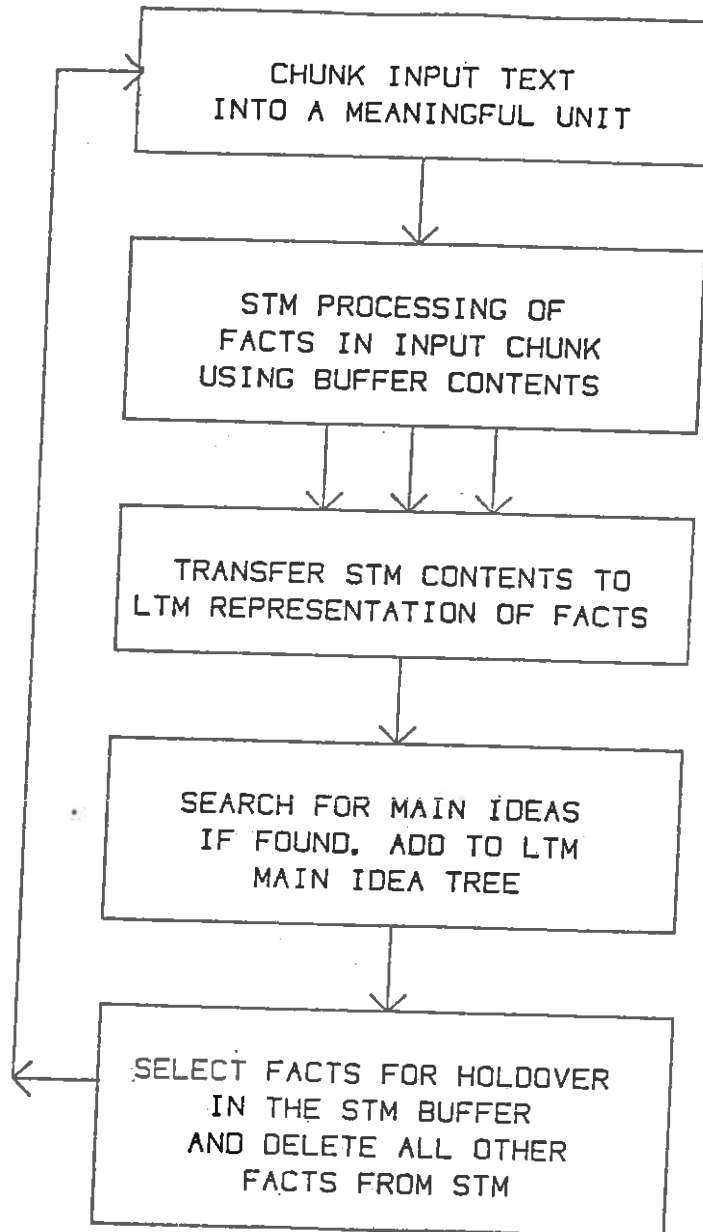 CHUNK INPUT TEXT
INTO A MEANINGFUL UNIT
STM PROCESSING OF
FACTS IN INPUT CHUNK
USING BUFFER CONTENTS
TRANSFER STM CONTENTS TO
LTM REPRESENTATION OF FACTS
SEARCH FOR MAIN IDEAS
IF FOUND. ADD TO LTM
MAIN IDEA TREE
SELECT FACTS FOR HOLDOVER
IN THE STM BUFFER
AND DELETE ALL OTHER
FACTS FROM STM